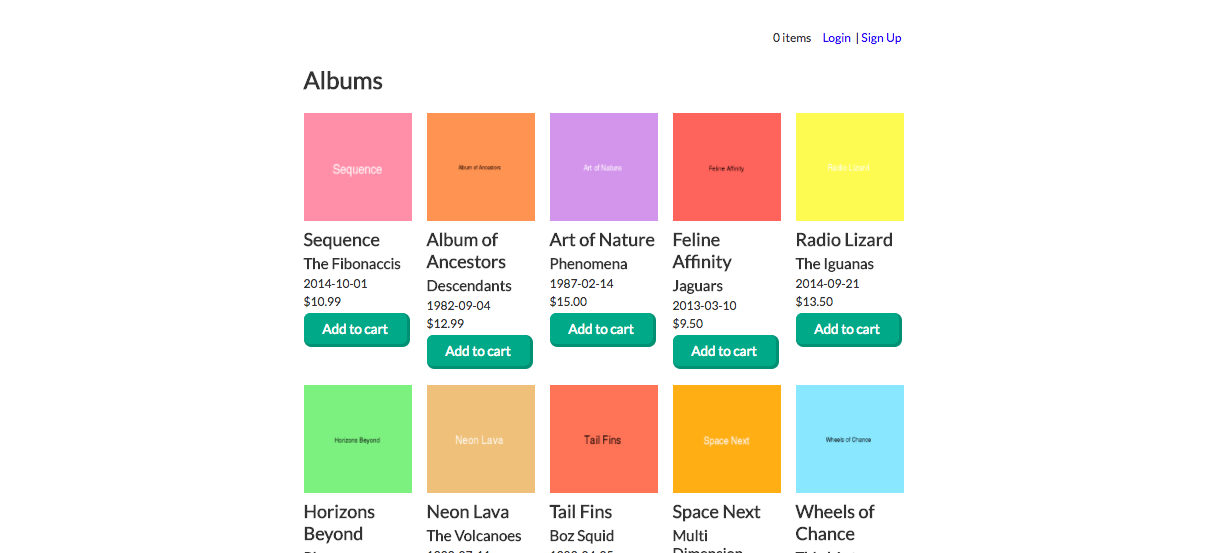 0 items Login | Sign Up
Albums
Sequence
Album of Ancestors
Art of Nature
Feline Affinity
Radio Lizard
Sequence
The Fibonaccis
2014-10-01
$10.99
Add to cart
Album of
Ancestors
Descendants
1982-09-04
$12.99
Add to cart
Art of Nature
Phenomena
1987-02-14
$15.00
Add to cart
Feline
Affinity
Jaguars
2013-03-10
$9.50
Add to cart
Radio Lizard
The Iguanas
2014-09-21
$13.50
Add to cart
Horizons Beyond
Neon Lava
Tail Fins
Space Next
Wheels of Chance
Horizons
Beyond
Neon Lava
The Volcanoes
Tail Fins
Boz Squid
Space Next
Multi
Dimension
Wheels of
Chance